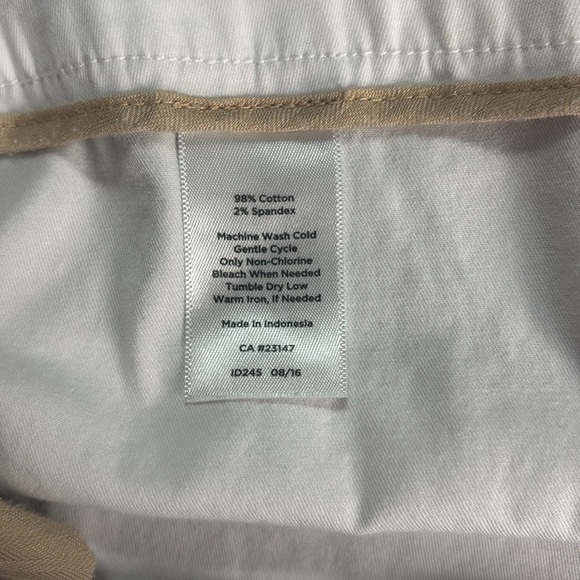 98% Cotton
2% Spandex
Machine Wash Cold
Gentle Cycle
Only Non-Chlorine
Bleach When Needed
Tumble Dry Low
Warm Iron, If Needed
Made In Indonesia
CA #23147
ID245 08/16